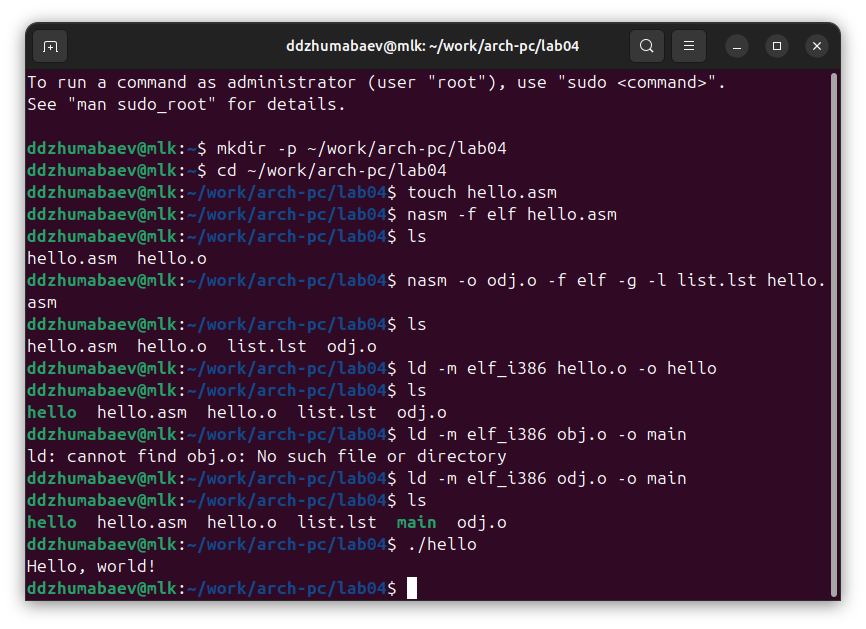 ddzhumabaev@mlk: ~/work/arch-pc/lab04
To run a command as administrator (user "root"), use "sudo <command>".
See "man sudo_root" for details.
ddzhumabaev@mlk:~$ mkdir -p ~/work/arch-pc/lab04
ddzhumabaev@mlk:~$ cd ~/work/arch-pc/lab04
ddzhumabaev@mlk:~/work/arch-pc/lab04$ touch hello.asm
ddzhumabaev@mlk:~/work/arch-pc/lab04$ nasm -f elf hello.asm
ddzhumabaev@mlk:~/work/arch-pc/lab04$ ls
hello.asm  hello.o
ddzhumabaev@mlk:~/work/arch-pc/lab04$ nasm -o odj.o -f elf -g -l list.lst hello.
asm
ddzhumabaev@mlk:~/work/arch-pc/lab04$ ls
hello.asm  hello.o  list.lst  odj.o
ddzhumabaev@mlk:~/work/arch-pc/lab04$ ld -m elf_i386 hello.o -o hello
ddzhumabaev@mlk:~/work/arch-pc/lab04$ ls
hello  hello.asm  hello.o  list.lst  odj.o
ddzhumabaev@mlk:~/work/arch-pc/lab04$ ld -m elf_i386 obj.o -o main
ld: cannot find obj.o: No such file or directory
ddzhumabaev@mlk:~/work/arch-pc/lab04$ ld -m elf_i386 odj.o -o main
ddzhumabaev@mlk:~/work/arch-pc/lab04$ ls
hello  hello.asm  hello.o  list.lst  main  odj.o
ddzhumabaev@mlk:~/work/arch-pc/lab04$ ./hello
Hello, world!
ddzhumabaev@mlk:~/work/arch-pc/lab04$